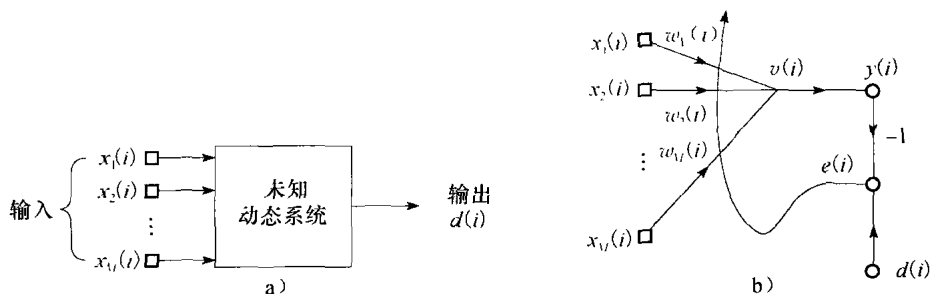 输入
x₁(i)
x₂(i)
⋮
x_M(i)
未知
动态系统
输出
d(i)
a)
x₁(i)
x₂(i)
⋮
x_M(i)
w₁(i)
w₂(i)
w_M(i)
v(i)
y(i)
-1
e(i)
d(i)
b)